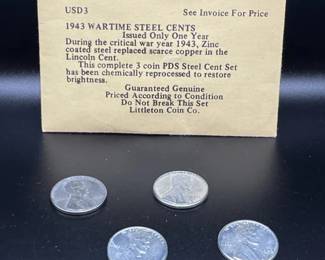 USD3 See Invoice For Price
1943 WARTIME STEEL CENTS
Issued Only One Year
During the critical war year 1943, Zinc
coated steel replaced scarce copper in the
Lincoln Cent.
This complete 3 coin PDS Steel Cent Set
has been chemically reprocessed to restore
brightness.
Guaranteed Genuine
Priced According to Condition
Do Not Break This Set
Littleton Coin Co.